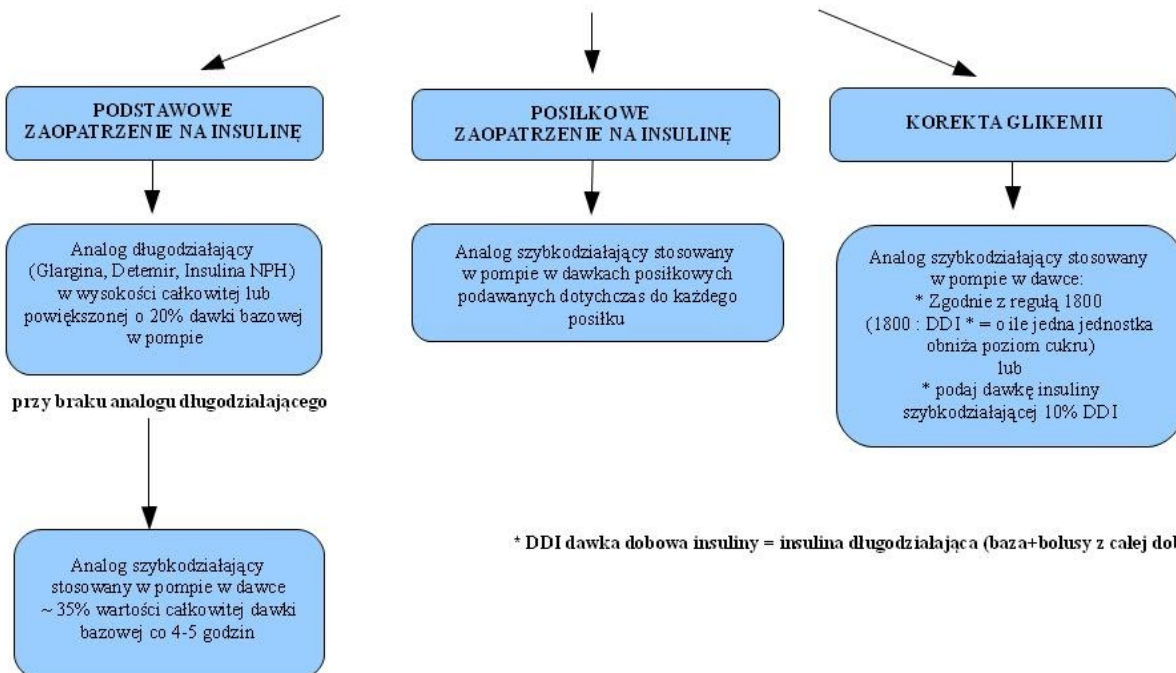 PODSTAWOWE
ZAOPATRZENIE NA INSULINĘ
POSIŁKOWE
ZAOPATRZENIE NA INSULINĘ
KOREKTA GLIKEMII
Analog długodziałający
(Glargina, Detemir, Insulina NPH)
w wysokości całkowitej lub
powiększonej o 20% dawki bazowej
w pompie
Analog szybkodziałający stosowany
w pompie w dawkach posiłkowych
podawanych dotychczas do każdego
posiłku
Analog szybkodziałający stosowany
w pompie w dawce:
* Zgodnie z regułą 1800
(1800 : DDI * = o ile jedna jednostka
obniża poziom cukru)
lub
* podaj dawkę insuliny
szybkodziałającej 10% DDI
przy braku analogu długodziałającego
Analog szybkodziałający
stosowany w pompie w dawce
~ 35% wartości całkowitej dawki
bazowej co 4-5 godzin
* DDI dawka dobowa insuliny = insulina długodziałająca (baza+bolusy z całej dob